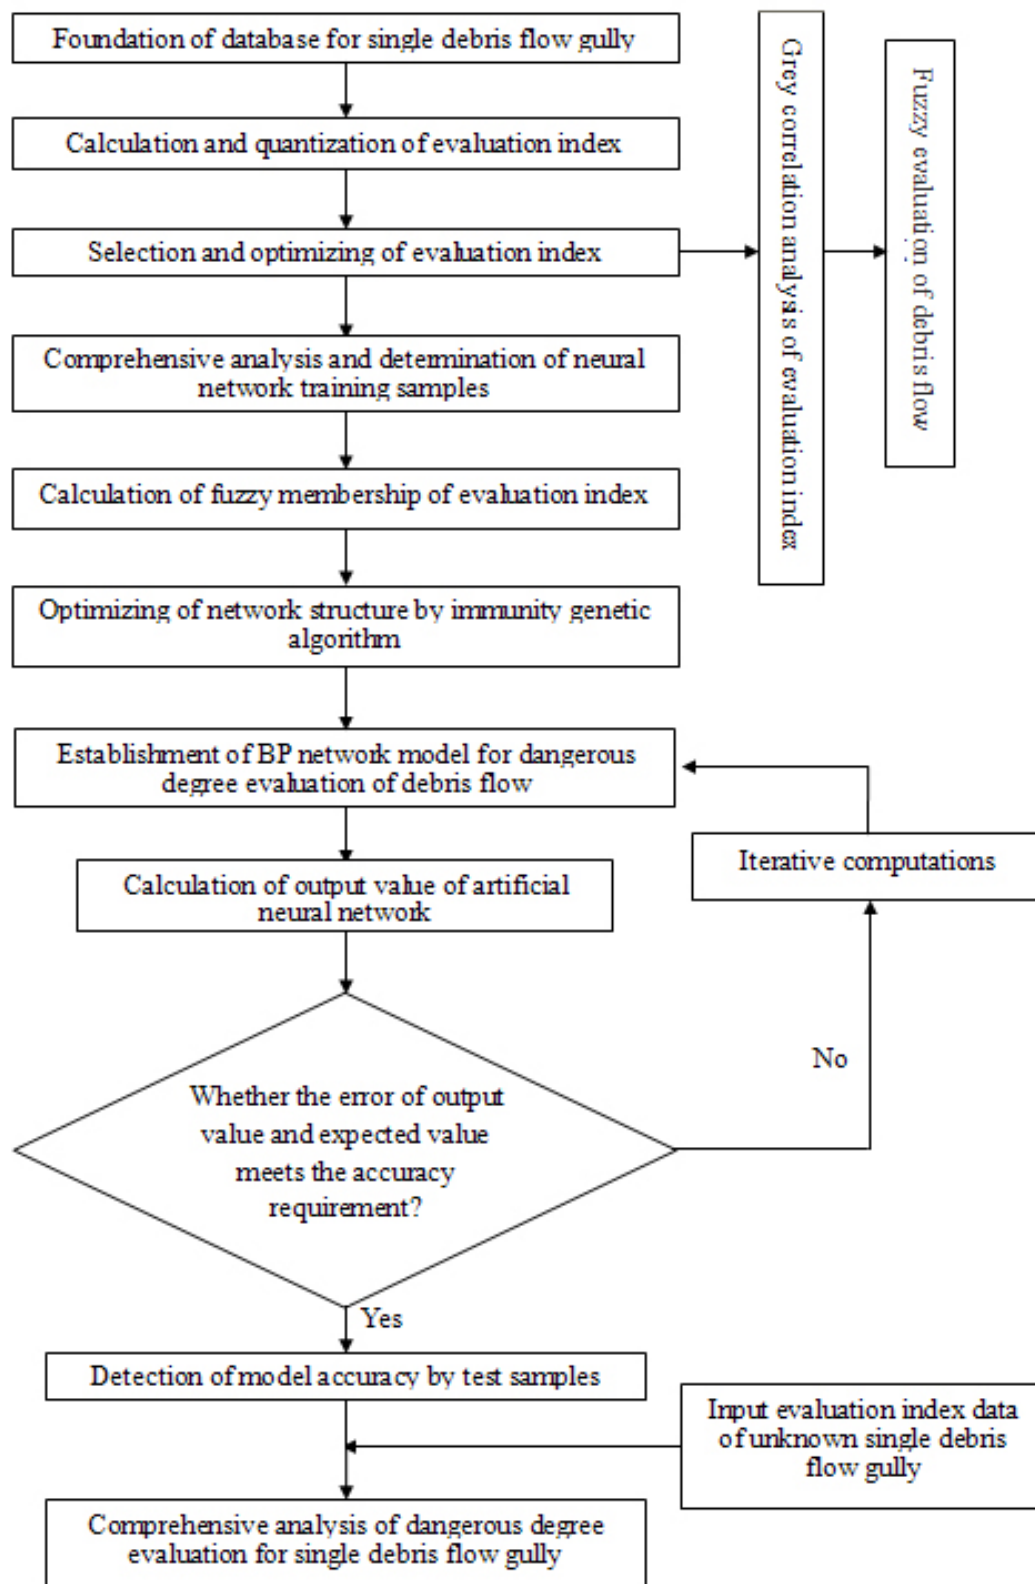 Foundation of database for single debris flow gully
Calculation and quantization of evaluation index
Selection and optimizing of evaluation index
Comprehensive analysis and determination of neural
network training samples
Calculation of fuzzy membership of evaluation index
Optimizing of network structure by immunity genetic
algorithm
Establishment of BP network model for dangerous
degree evaluation of debris flow
Calculation of output value of artificial
neural network
Whether the error of output
value and expected value
meets the accuracy
requirement?
Yes
Detection of model accuracy by test samples
Comprehensive analysis of dangerous degree
evaluation for single debris flow gully
Grey correlation analysis of evaluation index
Fuzzy evaluation of debris flow
Iterative computations
No
Input evaluation index data
of unknown single debris
flow gully